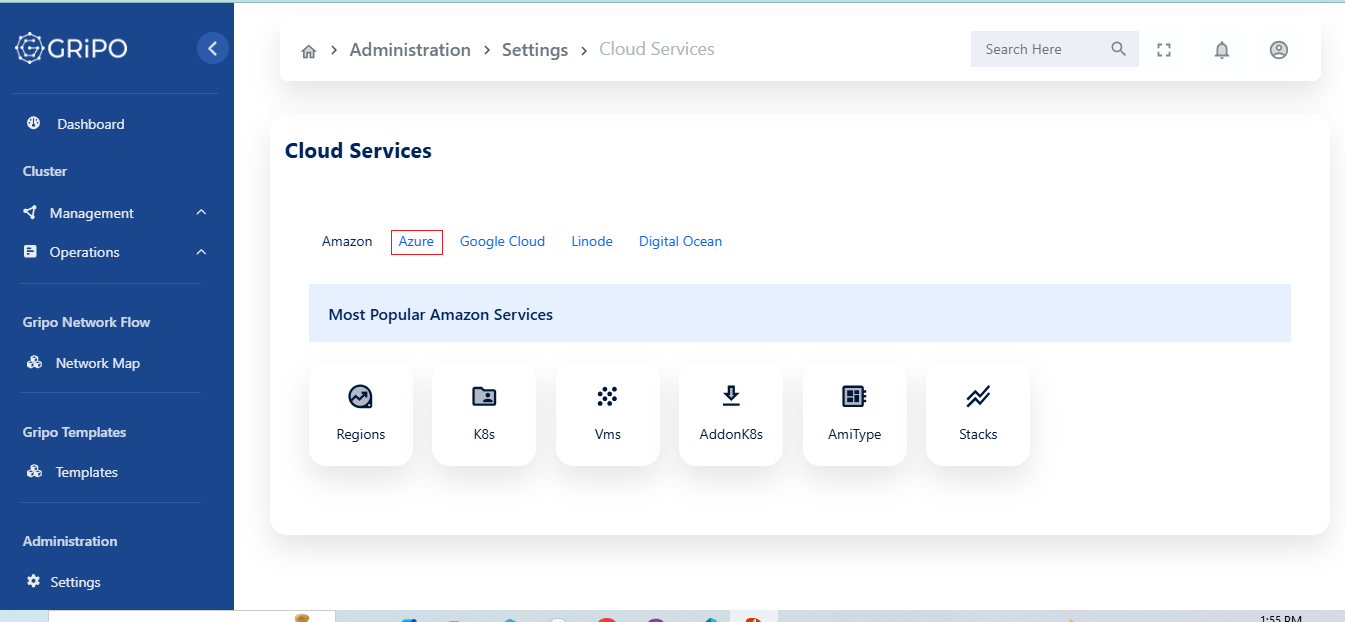 GRiPO
Administration > Settings > Cloud Services
Search Here
Dashboard
Cluster
Management
Operations
Gripo Network Flow
Network Map
Gripo Templates
Templates
Administration
Settings
Cloud Services
Amazon Azure Google Cloud Linode Digital Ocean
Most Popular Amazon Services
Regions K8s Vms AddonK8s AmiType Stacks
1:55 PM